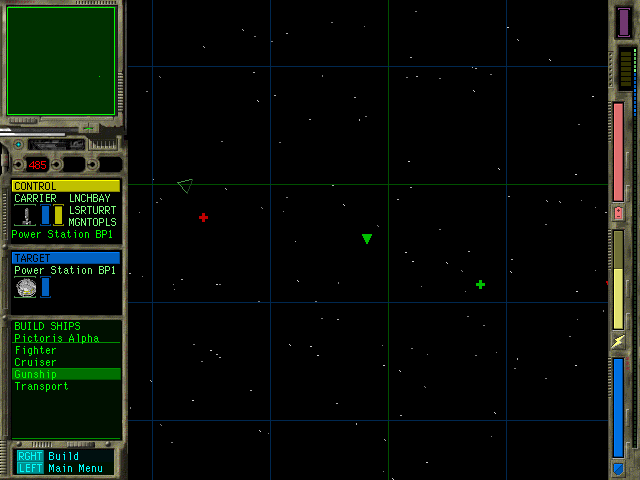 485
CONTROL
CARRIER LNCHBAY
LSRTURRT
MGNTOPLS
Power Station BP1
TARGET
Power Station BP1
BUILD SHIPS
Pictoris Alpha
Fighter
Cruiser
Gunship
Transport
RGHT Build
LEFT Main Menu